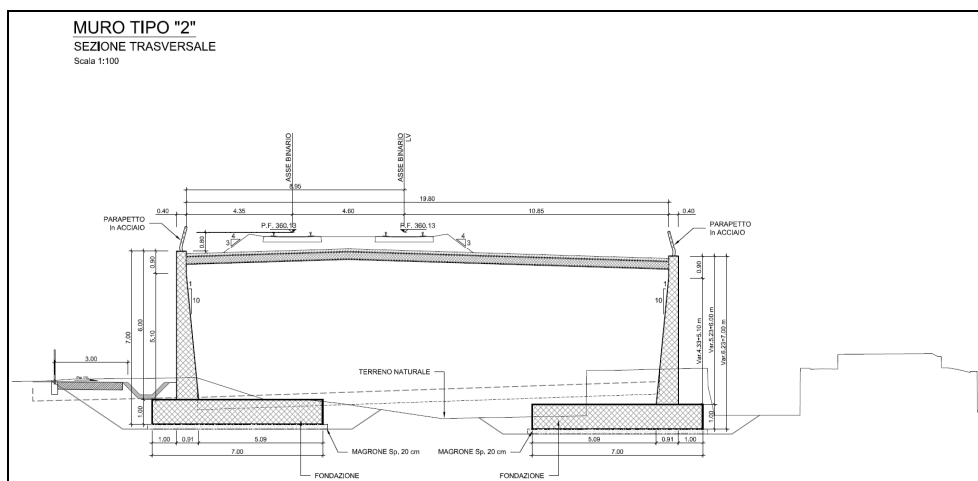 MURO TIPO "2"
SEZIONE TRASVERSALE
Scala 1:100
ASSE BINARIO
ASSE BINARIO
LV
8.95
19.80
0.40
4.35
4.60
10.85
0.40
PARAPETTO
in ACCIAIO
P.F. 360.13
P.F. 360.13
PARAPETTO
in ACCIAIO
0.80
4
3
4
3
0.90
0.90
1
10
1
10
7.00
6.00
5.10
Var.4.33÷5.10 m
Var.5.23÷6.00 m
Var.6.23÷7.00 m
3.00
TERRENO NATURALE
1.00
1.00
1.00
0.91
5.09
MAGRONE Sp. 20 cm
MAGRONE Sp. 20 cm
5.09
0.91
1.00
7.00
7.00
FONDAZIONE
FONDAZIONE